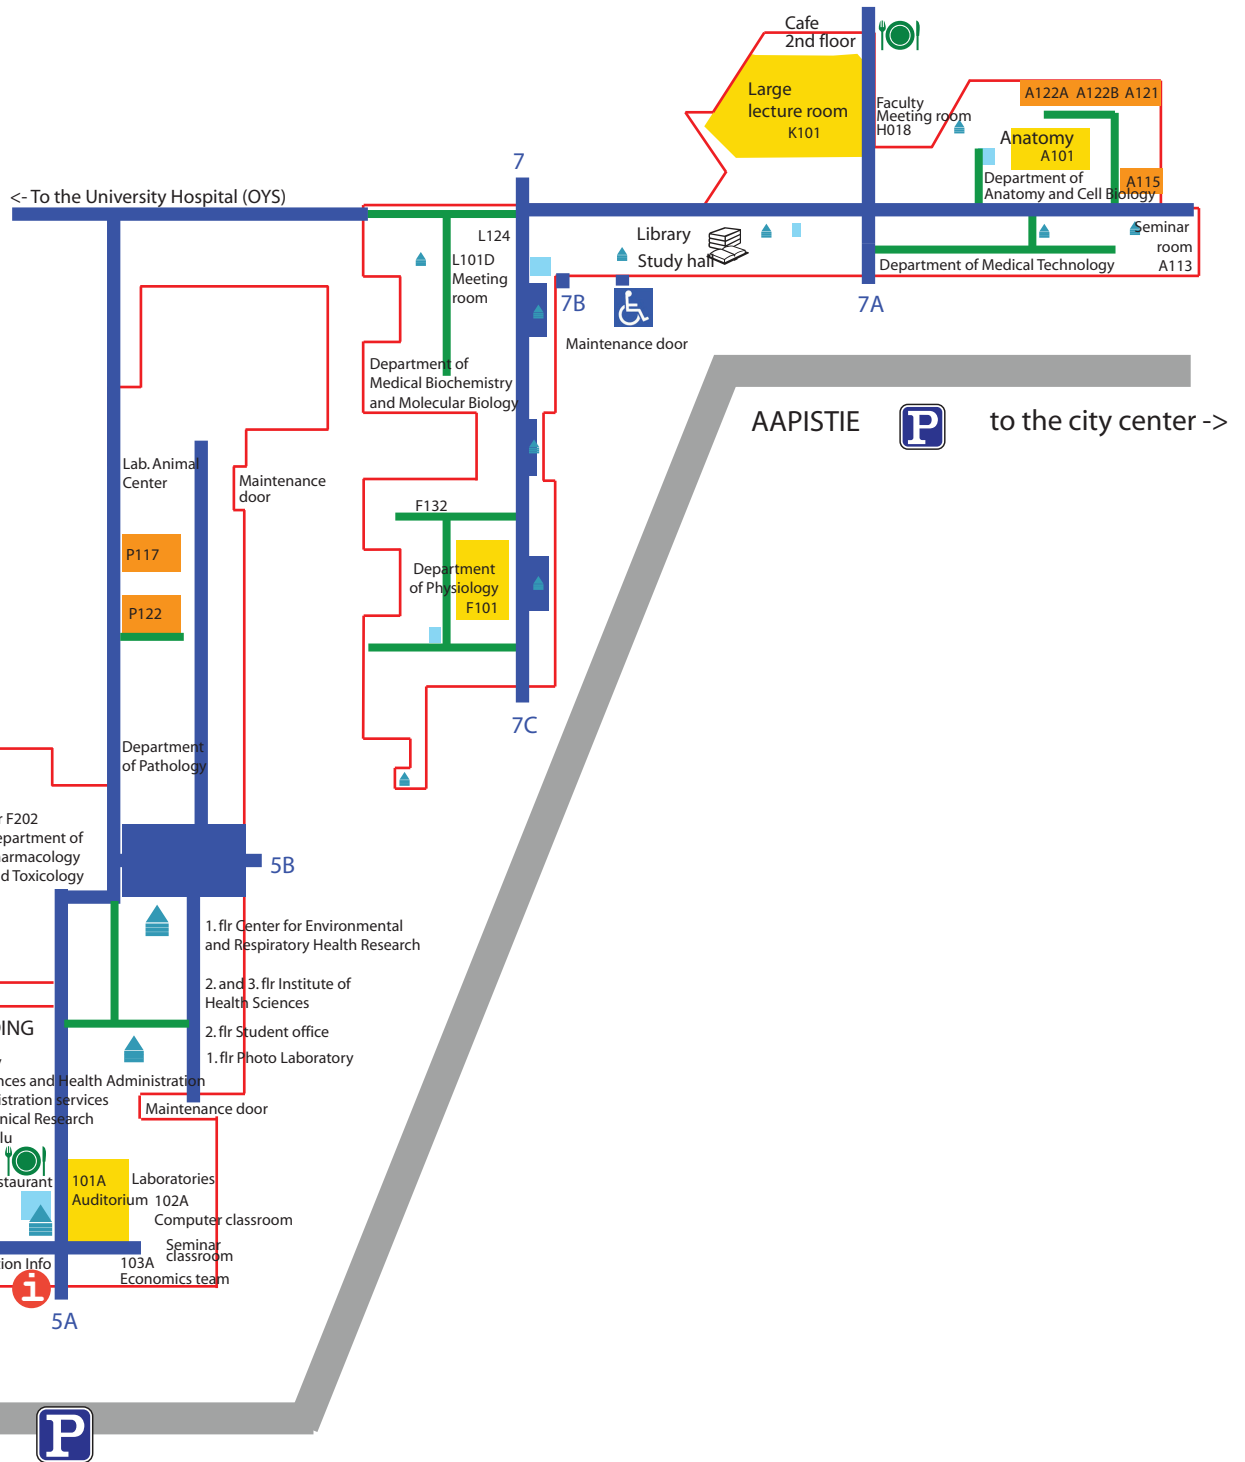 Cafe
2nd floor
Large
lecture room
K101
Faculty
Meeting room
H018
A122A A122B A121
Anatomy
A101
A115
Department of
Anatomy and Cell Biology
7
<- To the University Hospital (OYS)
L124
L101D
Meeting
room
Library
Study hall
Seminar
room
A113
Department of Medical Technology
7B
7A
Maintenance door
Department of
Medical Biochemistry
and Molecular Biology
AAPISTIE
P
to the city center ->
Lab. Animal
Center
Maintenance
door
F132
P117
Department
of Physiology
F101
P122
7C
Department
of Pathology
r F202
epartment of
armacology
d Toxicology
5B
1. flr Center for Environmental
and Respiratory Health Research
2. and 3. flr Institute of
Health Sciences
2. flr Student office
1. flr Photo Laboratory
ING
nces and Health Administration
istration services
nical Research
lu
Maintenance door
staurant
101A
Auditorium
Laboratories
102A
Computer classroom
Seminar
classroom
103A
Economics team
ion Info
i
5A
P